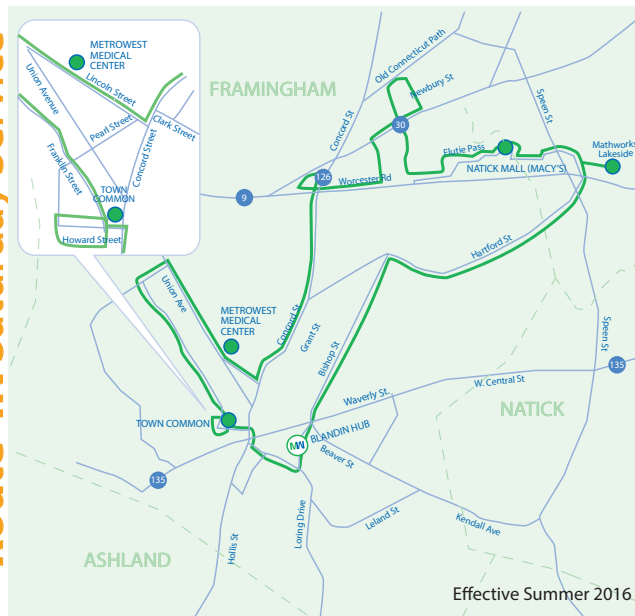 METROWEST
MEDICAL
CENTER
Lincoln Street
Union Avenue
Pearl Street
Clark Street
Franklin Street
Concord Street
TOWN
COMMON
Howard Street
FRAMINGHAM
Old Connecticut Path
Newbury St
Concord St
30
Speen St
126
Flutie Pass
Mathworks
Lakeside
NATICK MALL (MACY'S)
9
Worcester Rd
Hartford St
Union Ave
METROWEST
MEDICAL
CENTER
Concord St
Grant St
Bishop St
Speen St
135
W. Central St
Waverly St.
NATICK
TOWN COMMON
BLANDIN HUB
MW
Beaver St
135
Leland St
Kendall Ave
Hollis St
Loring Drive
ASHLAND
Effective Summer 2016